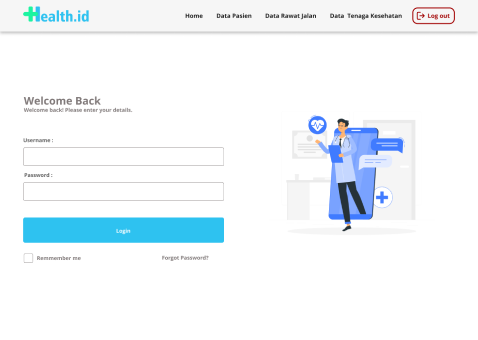 Health.id
Home Data Pasien Data Rawat Jalan Data Tenaga Kesehatan Log out
Welcome Back
Welcome back! Please enter your details.
Username :
Password :
Login
Remmember me Forgot Password?